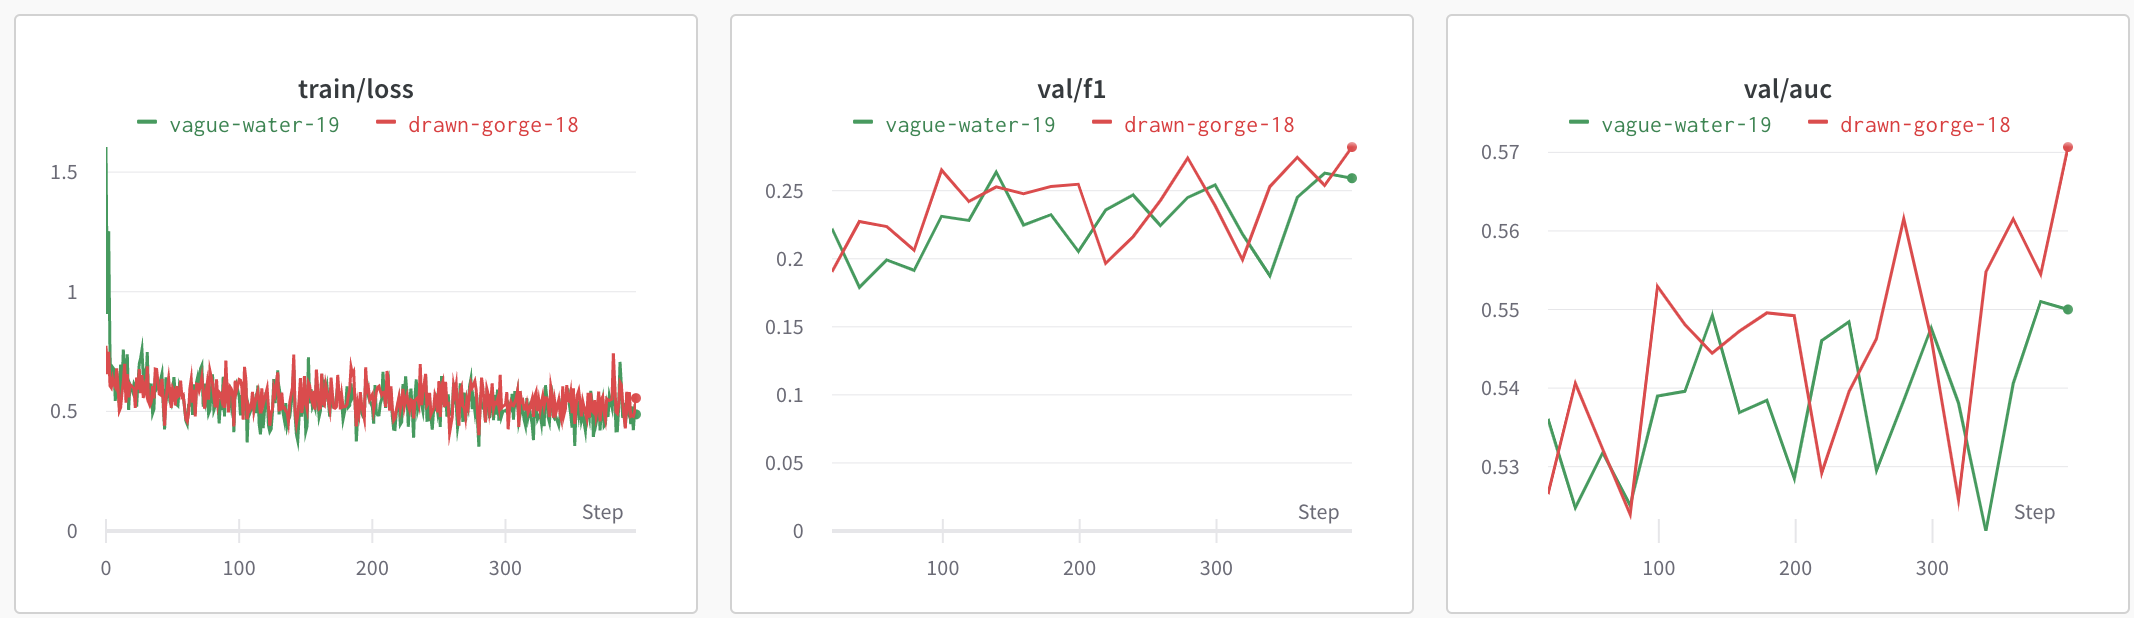 train/loss
vague-water-19 drawn-gorge-18
1.5
1
0.5
0
Step
0 100 200 300
val/f1
vague-water-19 drawn-gorge-18
0.25
0.2
0.15
0.1
0.05
0
Step
100 200 300
val/auc
vague-water-19 drawn-gorge-18
0.57
0.56
0.55
0.54
0.53
Step
100 200 300